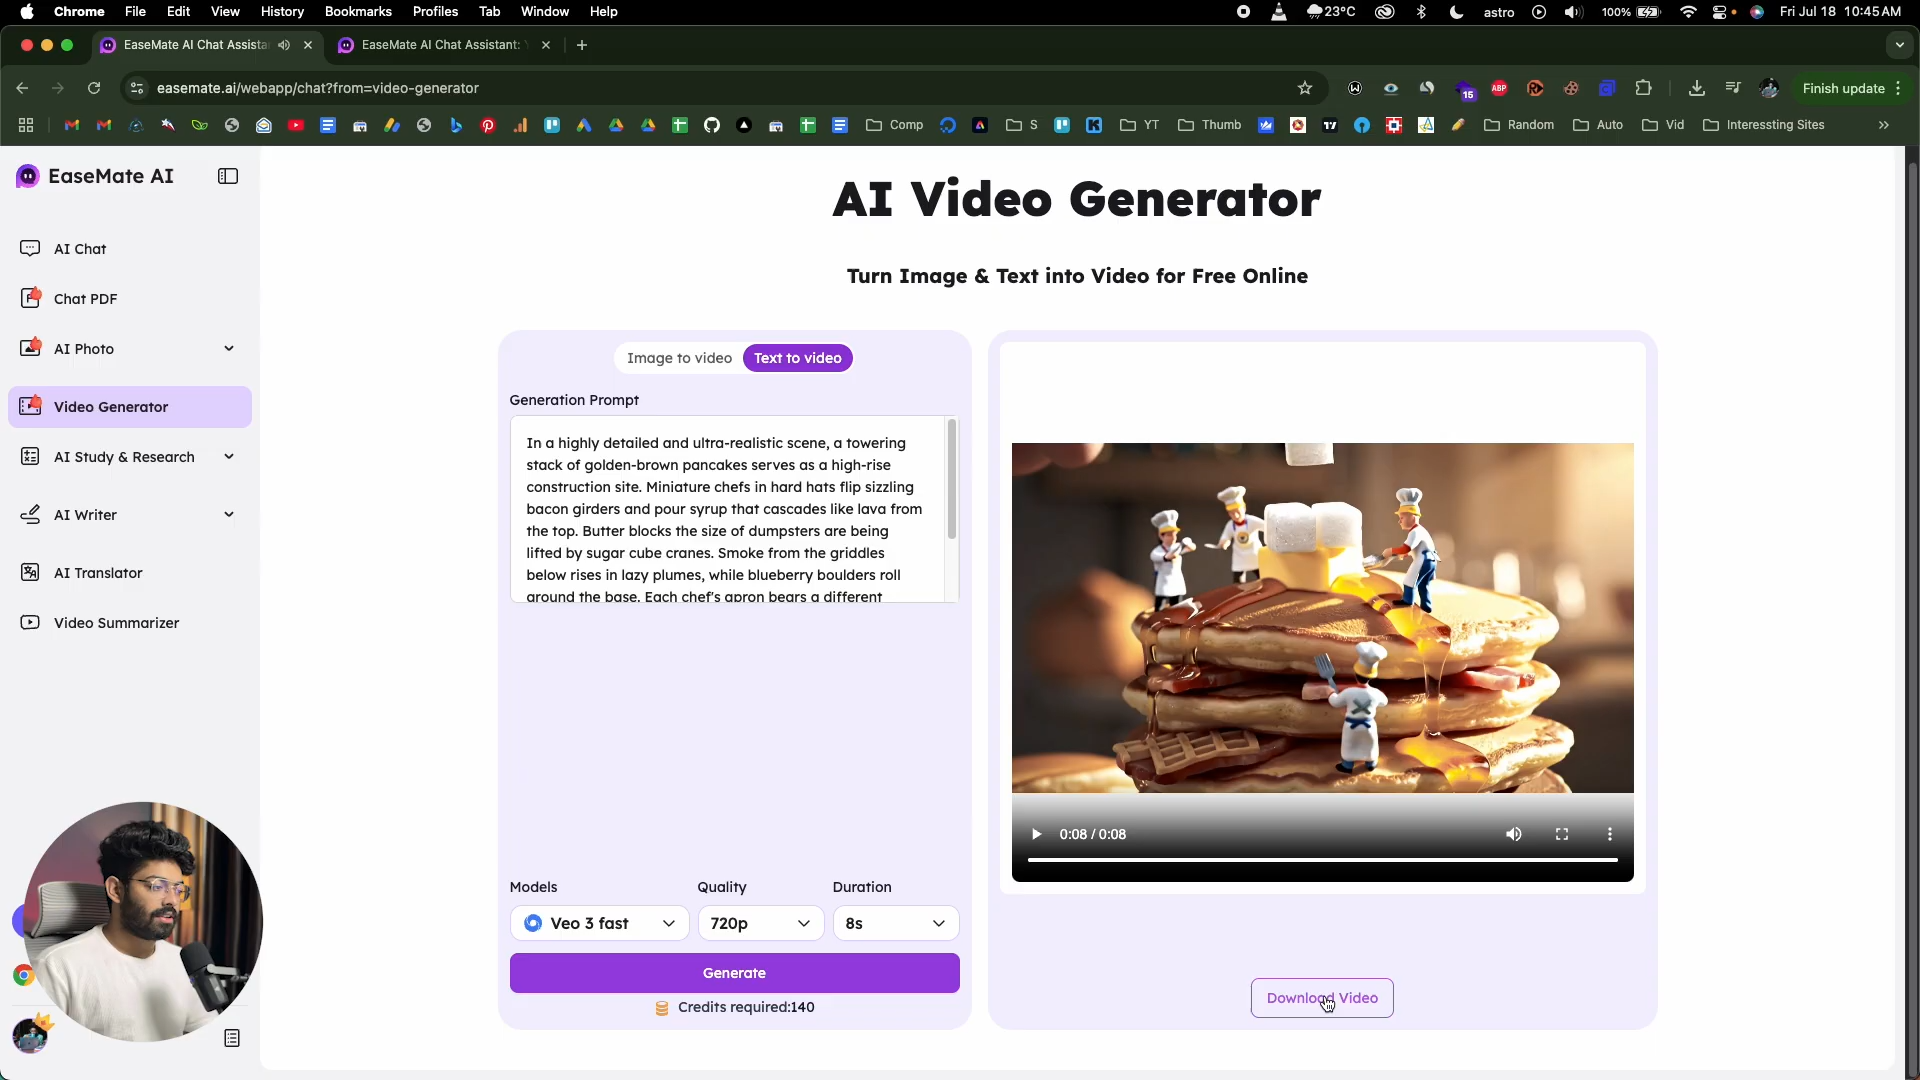 Chrome File Edit View History Bookmarks Profiles Tab Window Help 23°C astro 100% Fri Jul 18 10:45 AM
EaseMate AI Chat Assista EaseMate AI Chat Assistant:
easemate.ai/webapp/chat?from=video-generator 15 ABP Finish update
Comp S YT Thumb Random Auto Vid Interessting Sites
EaseMate AI
AI Chat
Chat PDF
AI Photo
Video Generator
AI Study & Research
AI Writer
AI Translator
Video Summarizer
AI Video Generator
Turn Image & Text into Video for Free Online
Image to video Text to video
Generation Prompt
In a highly detailed and ultra-realistic scene, a towering
stack of golden-brown pancakes serves as a high-rise
construction site. Miniature chefs in hard hats flip sizzling
bacon girders and pour syrup that cascades like lava from
the top. Butter blocks the size of dumpsters are being
lifted by sugar cube cranes. Smoke from the griddles
below rises in lazy plumes, while blueberry boulders roll
around the base. Each chef's apron bears a different
Models Quality Duration
Veo 3 fast 720p 8s
Generate
Credits required:140
0:08 / 0:08
Download Video